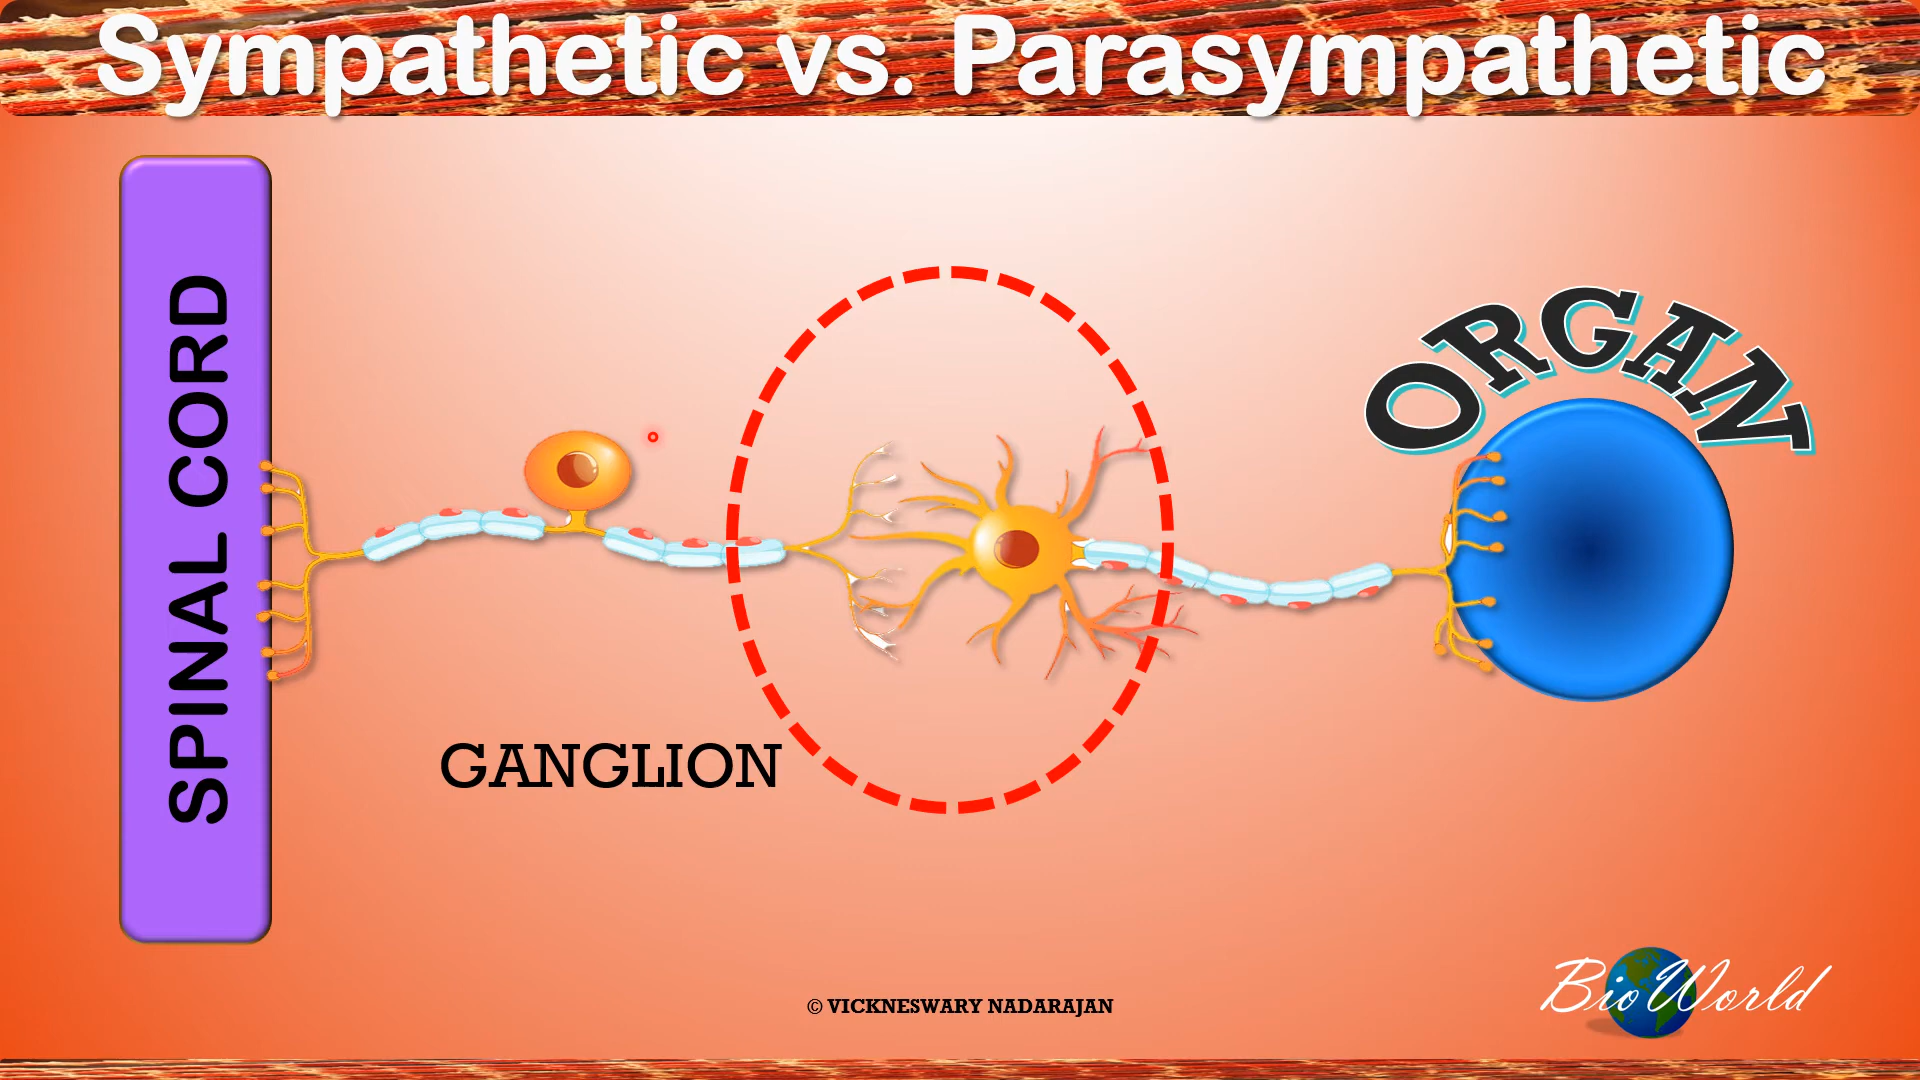 Sympathetic vs. Parasympathetic
SPINAL CORD
ORGAN
GANGLION
© VICKNESWARY NADARAJAN
BioWorld